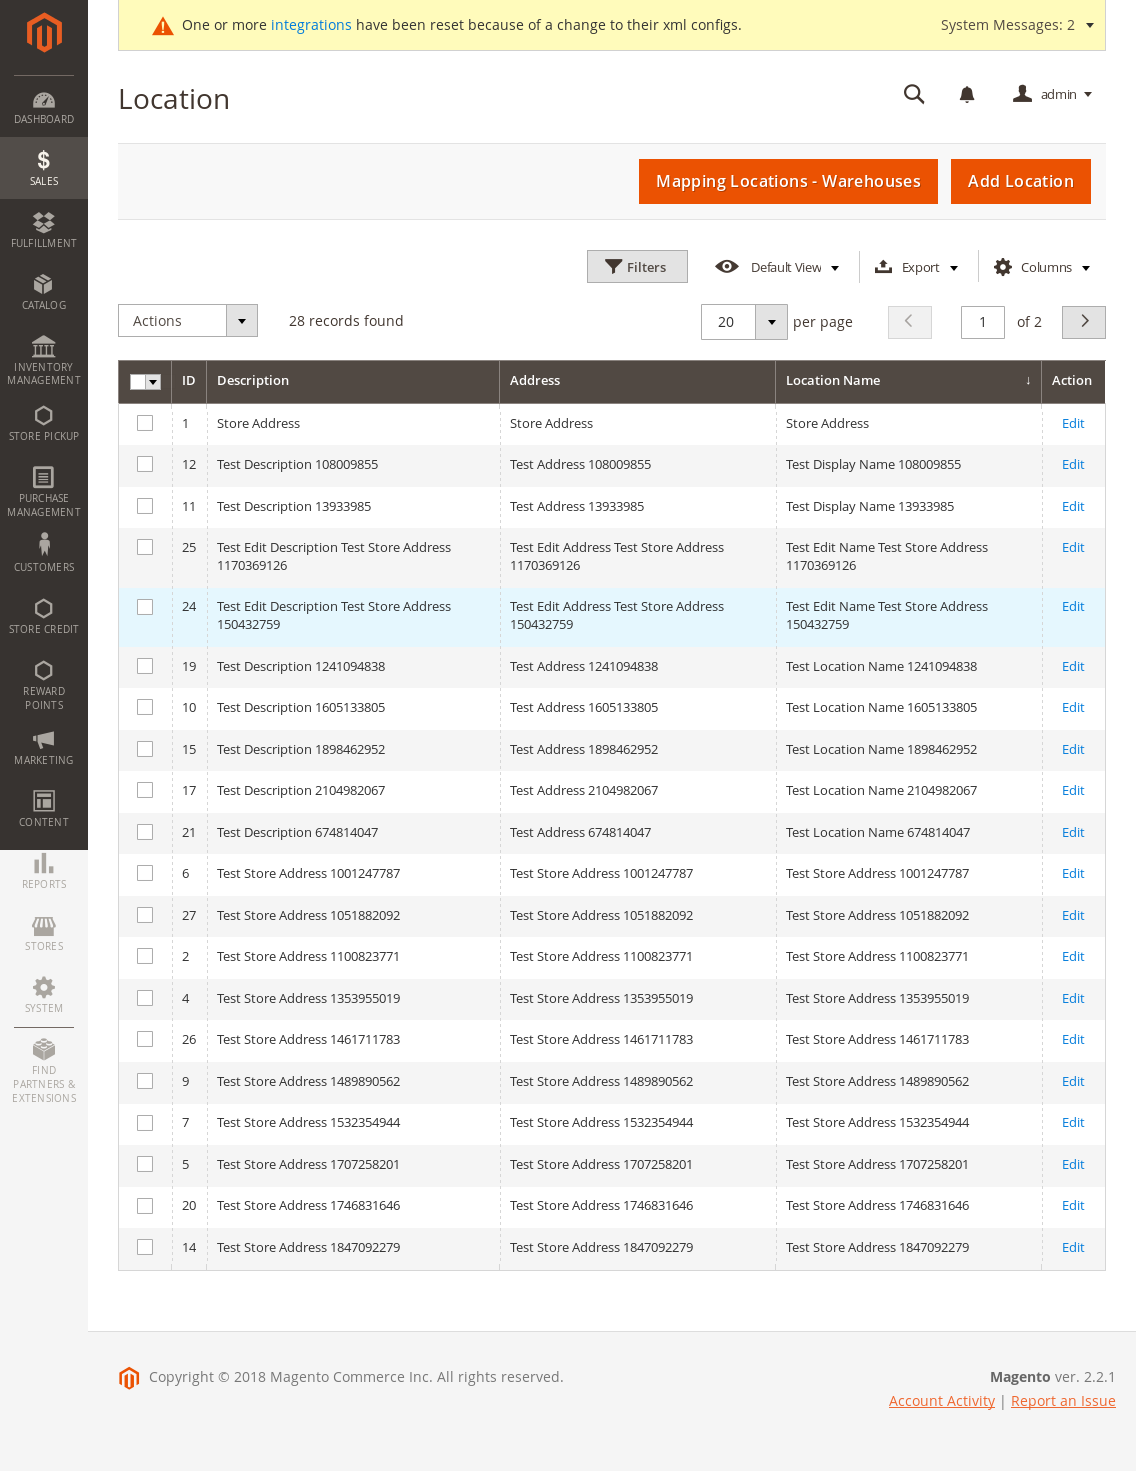 One or more integrations have been reset because of a change to their xml configs. System Messages: 2
Location admin
Mapping Locations - Warehouses Add Location
Filters Default View Export Columns
Actions 28 records found 20 per page 1 of 2
ID Description Address Location Name ↓ Action
1 Store Address Store Address Store Address Edit
12 Test Description 108009855 Test Address 108009855 Test Display Name 108009855 Edit
11 Test Description 13933985 Test Address 13933985 Test Display Name 13933985 Edit
25 Test Edit Description Test Store Address Test Edit Address Test Store Address Test Edit Name Test Store Address Edit
1170369126 1170369126 1170369126
24 Test Edit Description Test Store Address Test Edit Address Test Store Address Test Edit Name Test Store Address Edit
150432759 150432759 150432759
19 Test Description 1241094838 Test Address 1241094838 Test Location Name 1241094838 Edit
10 Test Description 1605133805 Test Address 1605133805 Test Location Name 1605133805 Edit
15 Test Description 1898462952 Test Address 1898462952 Test Location Name 1898462952 Edit
17 Test Description 2104982067 Test Address 2104982067 Test Location Name 2104982067 Edit
21 Test Description 674814047 Test Address 674814047 Test Location Name 674814047 Edit
6 Test Store Address 1001247787 Test Store Address 1001247787 Test Store Address 1001247787 Edit
27 Test Store Address 1051882092 Test Store Address 1051882092 Test Store Address 1051882092 Edit
2 Test Store Address 1100823771 Test Store Address 1100823771 Test Store Address 1100823771 Edit
4 Test Store Address 1353955019 Test Store Address 1353955019 Test Store Address 1353955019 Edit
26 Test Store Address 1461711783 Test Store Address 1461711783 Test Store Address 1461711783 Edit
9 Test Store Address 1489890562 Test Store Address 1489890562 Test Store Address 1489890562 Edit
7 Test Store Address 1532354944 Test Store Address 1532354944 Test Store Address 1532354944 Edit
5 Test Store Address 1707258201 Test Store Address 1707258201 Test Store Address 1707258201 Edit
20 Test Store Address 1746831646 Test Store Address 1746831646 Test Store Address 1746831646 Edit
14 Test Store Address 1847092279 Test Store Address 1847092279 Test Store Address 1847092279 Edit
DASHBOARD
$
SALES
FULFILLMENT
CATALOG
INVENTORY
MANAGEMENT
STORE PICKUP
PURCHASE
MANAGEMENT
CUSTOMERS
STORE CREDIT
REWARD
POINTS
MARKETING
CONTENT
REPORTS
STORES
SYSTEM
FIND
PARTNERS &
EXTENSIONS
Copyright © 2018 Magento Commerce Inc. All rights reserved. Magento ver. 2.2.1
Account Activity | Report an Issue